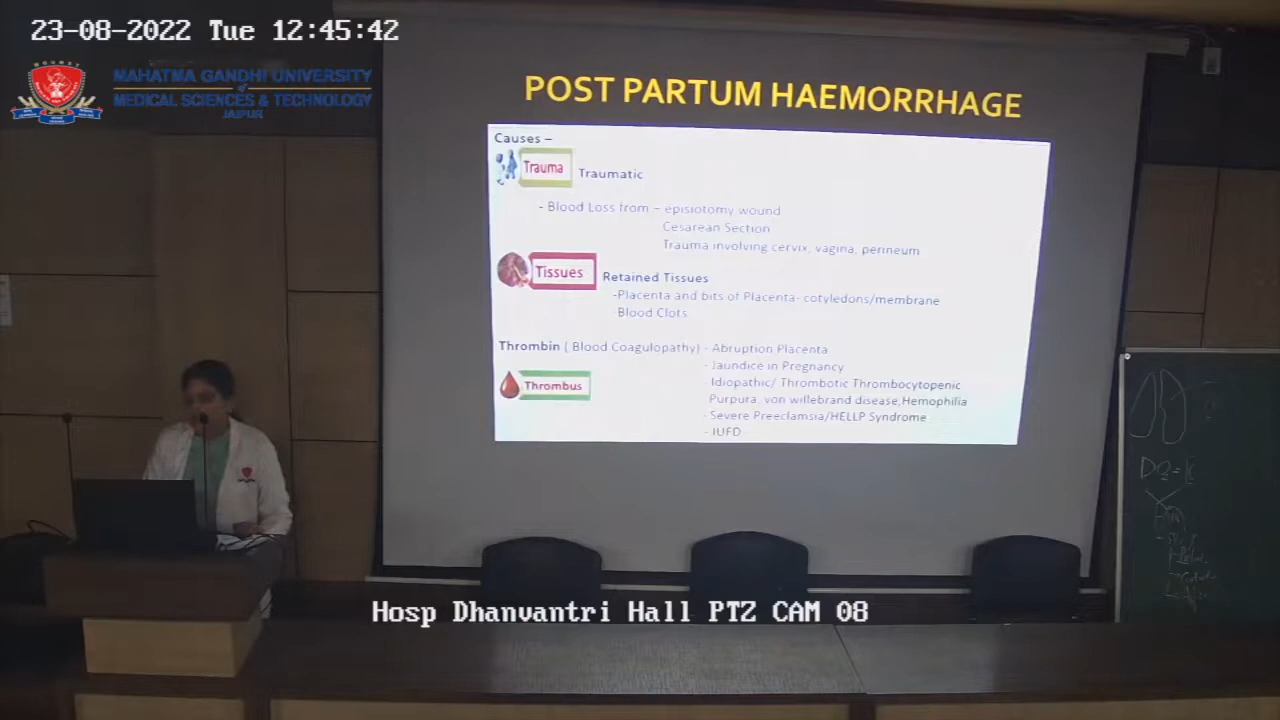 23-08-2022 Tue 12:45:42
MAHATMA GANDHI UNIVERSITY
of
MEDICAL SCIENCES & TECHNOLOGY
JAIPUR
POST PARTUM HAEMORRHAGE
Causes –
Trauma Traumatic
- Blood Loss from – episiotomy wound
Cesarean Section
Trauma involving cervix, vagina, perineum
Tissues Retained Tissues
-Placenta and bits of Placenta- cotyledons/membrane
Blood Clots
Thrombin ( Blood Coagulopathy) - Abruption Placenta
- Jaundice in Pregnancy
Thrombus - Idiopathic/ Thrombotic Thrombocytopenic
Purpura, von willebrand disease,Hemophilia
- Severe Preeclamsia/HELLP Syndrome
- IUFD
Hosp Dhanvantri Hall PTZ CAM 08